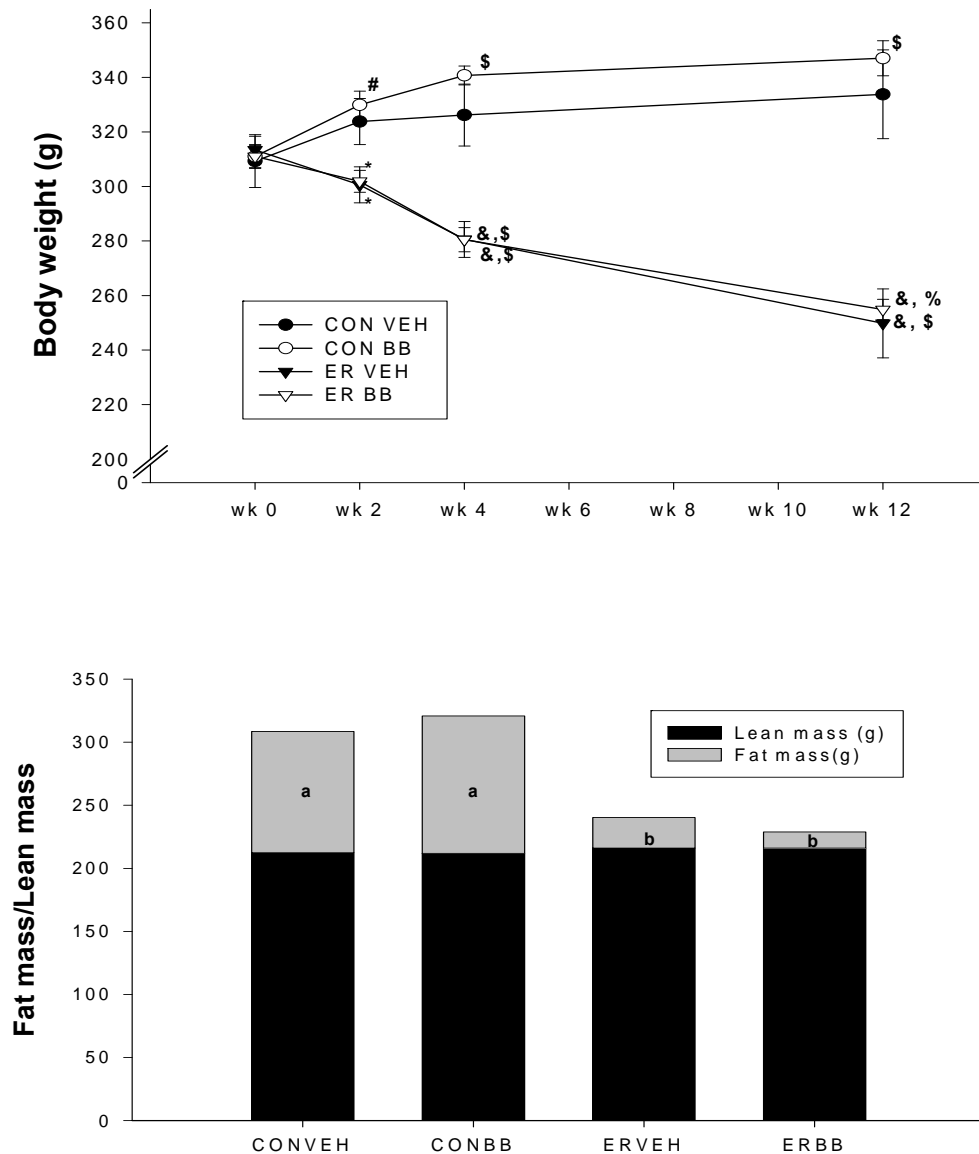 360
340
320
300
280
260
240
220
200
0
Body weight (g)
#
$
$
*
*
&,$
&,$
&, %
&, $
CON VEH
CON BB
ER VEH
ER BB
wk 0 wk 2 wk 4 wk 6 wk 8 wk 10 wk 12
350
300
250
200
150
100
50
0
Fat mass/Lean mass
Lean mass (g)
Fat mass(g)
a a b b
CONVEH CONBB ERVEH ERBB